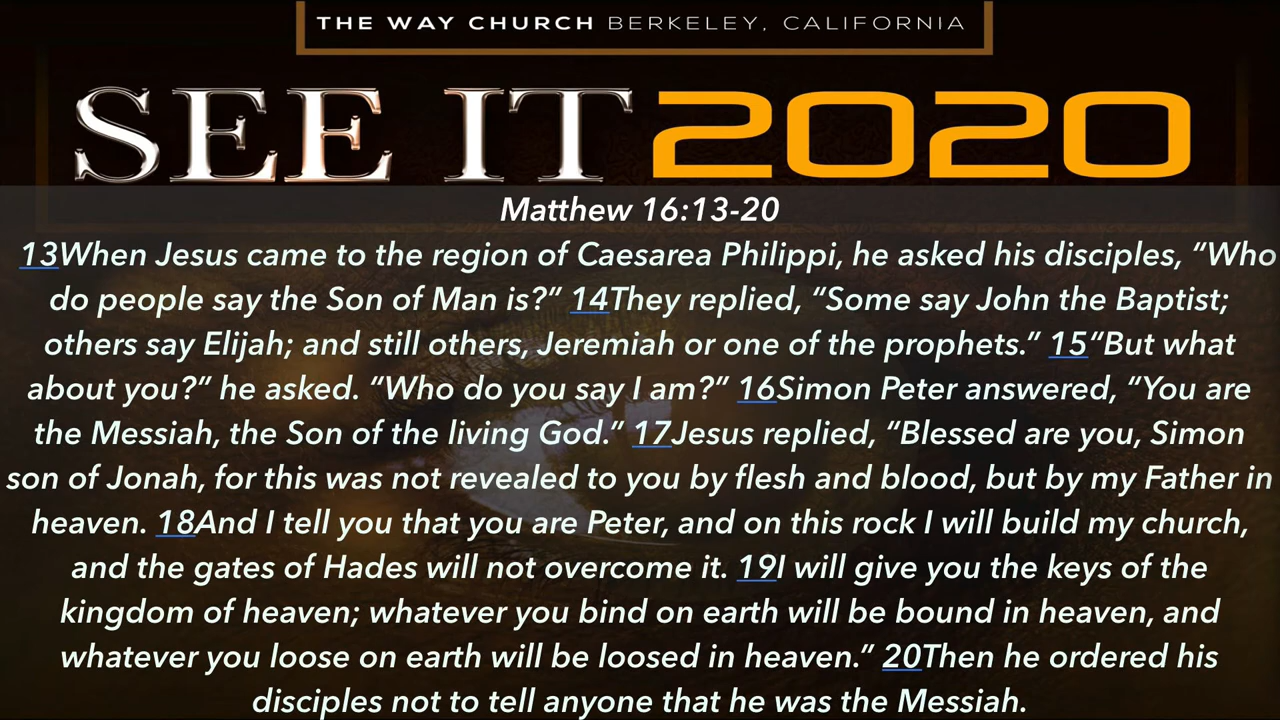 THE WAY CHURCH BERKELEY, CALIFORNIA
SEE IT 2020
Matthew 16:13-20
13When Jesus came to the region of Caesarea Philippi, he asked his disciples, “Who
do people say the Son of Man is?” 14They replied, “Some say John the Baptist;
others say Elijah; and still others, Jeremiah or one of the prophets.” 15“But what
about you?” he asked. “Who do you say I am?” 16Simon Peter answered, “You are
the Messiah, the Son of the living God.” 17Jesus replied, “Blessed are you, Simon
son of Jonah, for this was not revealed to you by flesh and blood, but by my Father in
heaven. 18And I tell you that you are Peter, and on this rock I will build my church,
and the gates of Hades will not overcome it. 19I will give you the keys of the
kingdom of heaven; whatever you bind on earth will be bound in heaven, and
whatever you loose on earth will be loosed in heaven.” 20Then he ordered his
disciples not to tell anyone that he was the Messiah.